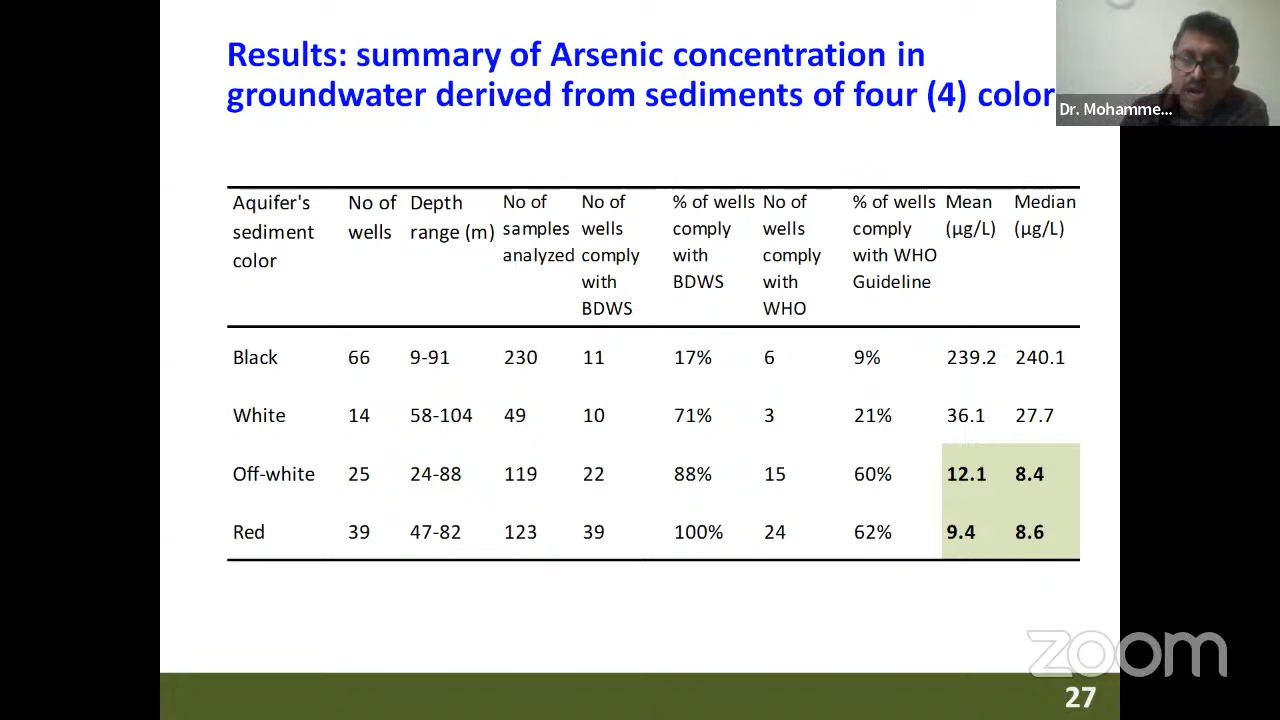 Results: summary of Arsenic concentration in
groundwater derived from sediments of four (4) color
Dr. Mohamme...
Aquifer's sediment color | No of wells | Depth range (m) | No of samples analyzed | No of wells comply with BDWS | % of wells comply with BDWS | No of wells comply with WHO | % of wells comply with WHO Guideline | Mean (µg/L) | Median (µg/L)
Black 66 9-91 230 11 17% 6 9% 239.2 240.1
White 14 58-104 49 10 71% 3 21% 36.1 27.7
Off-white 25 24-88 119 22 88% 15 60% 12.1 8.4
Red 39 47-82 123 39 100% 24 62% 9.4 8.6
zoom
27